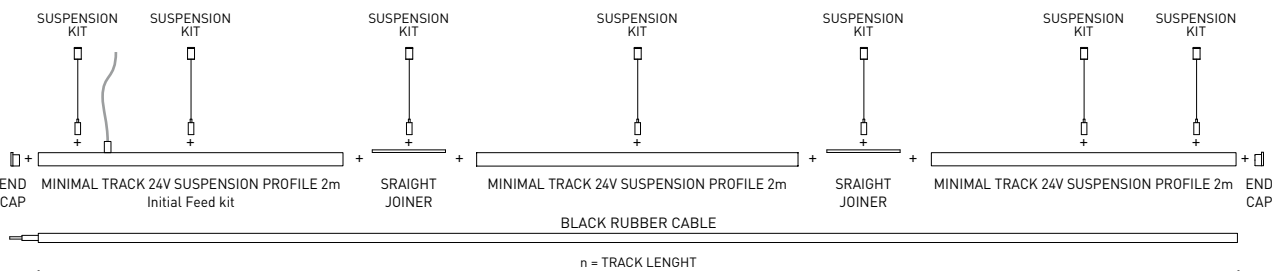 SUSPENSION
KIT
SUSPENSION
KIT
SUSPENSION
KIT
SUSPENSION
KIT
SUSPENSION
KIT
SUSPENSION
KIT
SUSPENSION
KIT
+ + + + + + +
+ + + + + +
END
CAP
MINIMAL TRACK 24V SUSPENSION PROFILE 2m
Initial Feed kit
SRAIGHT
JOINER
MINIMAL TRACK 24V SUSPENSION PROFILE 2m
SRAIGHT
JOINER
MINIMAL TRACK 24V SUSPENSION PROFILE 2m
END
CAP
BLACK RUBBER CABLE
n = TRACK LENGHT